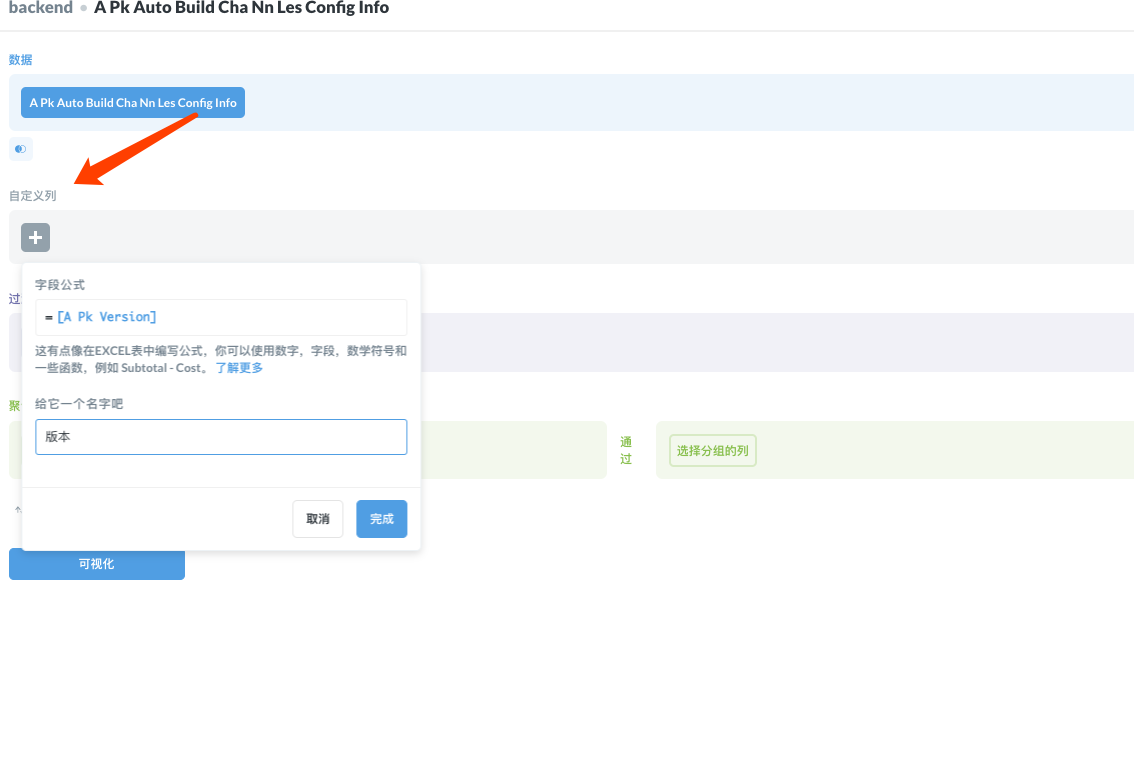 backend • A Pk Auto Build Cha Nn Les Config Info
数据
A Pk Auto Build Cha Nn Les Config Info
自定义列
字段公式
= [A Pk Version]
这有点像在EXCEL表中编写公式，你可以使用数字，字段，数学符号和
一些函数，例如 Subtotal - Cost。 了解更多
给它一个名字吧
版本
取消
完成
过
聚
通
过
选择分组的列
可视化